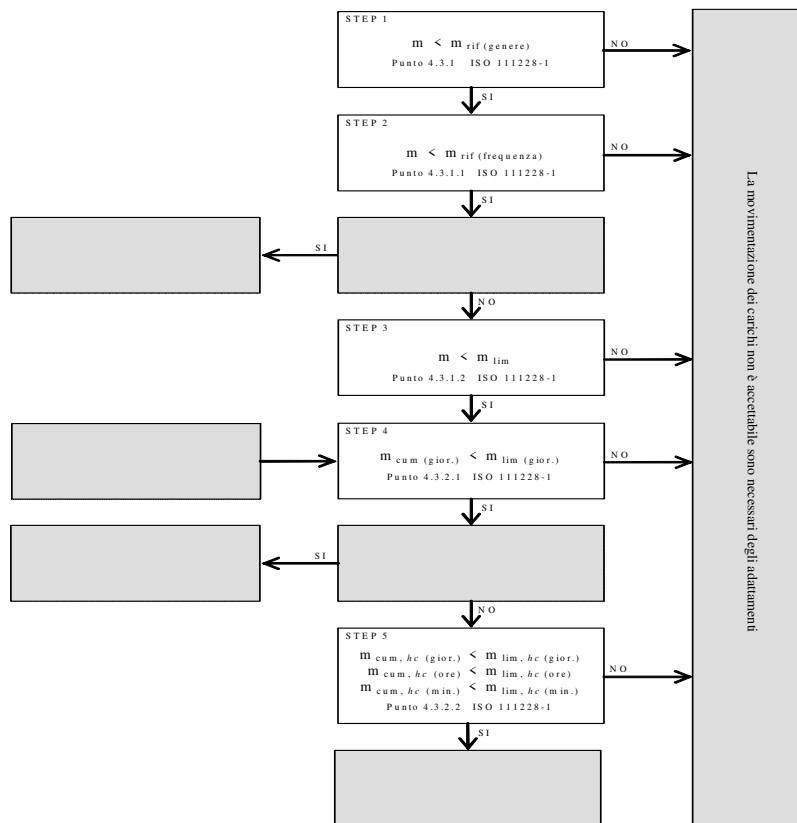 STEP 1
m < m rif (genere)
Punto 4.3.1 ISO 111228-1
NO
SI
STEP 2
m < m rif (frequenza)
Punto 4.3.1.1 ISO 111228-1
NO
SI
SI
NO
STEP 3
m < m lim
Punto 4.3.1.2 ISO 111228-1
NO
SI
STEP 4
m cum (gior.) < m lim (gior.)
Punto 4.3.2.1 ISO 111228-1
NO
SI
SI
NO
STEP 5
m cum, hc (gior.) < m lim, hc (gior.)
m cum, hc (ore) < m lim, hc (ore)
m cum, hc (min.) < m lim, hc (min.)
Punto 4.3.2.2 ISO 111228-1
NO
SI
La movimentazione dei carichi non è accettabile sono necessari degli adattamenti